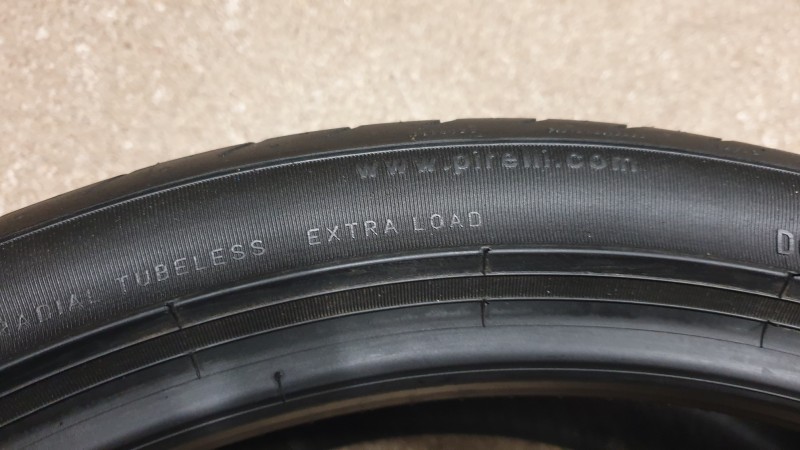 www.pirelli.com
RADIAL TUBELESS EXTRA LOAD